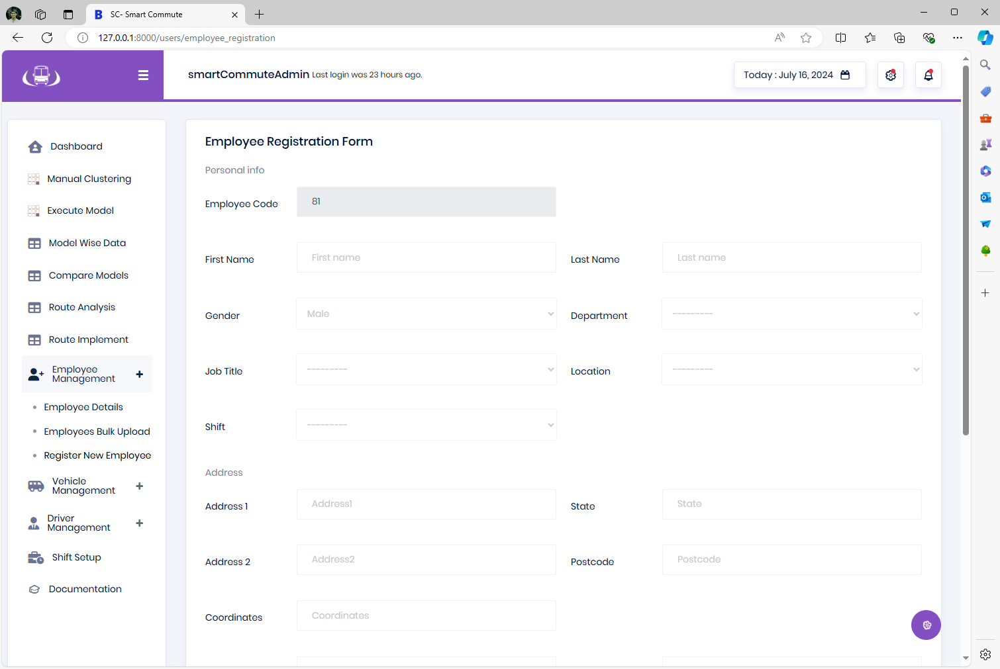 SC- Smart Commute
127.0.0.1:8000/users/employee_registration
smartCommuteAdmin Last login was 23 hours ago.
Today : July 16, 2024
Dashboard
Manual Clustering
Execute Model
Model Wise Data
Compare Models
Route Analysis
Route Implement
Employee
Management
Employee Details
Employees Bulk Upload
Register New Employee
Vehicle
Management
Driver
Management
Shift Setup
Documentation
Employee Registration Form
Personal info
Employee Code 81
First Name First name Last Name Last name
Gender Male Department ---------
Job Title --------- Location ---------
Shift ---------
Address
Address 1 Address1 State State
Address 2 Address2 Postcode Postcode
Coordinates Coordinates